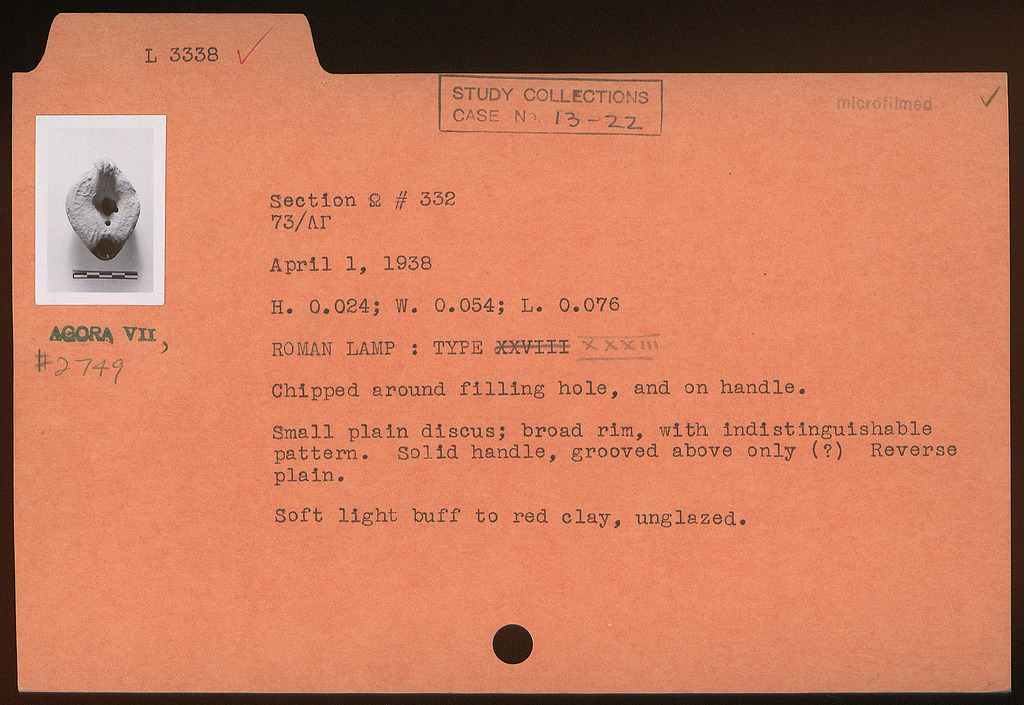 L 3338
STUDY COLLECTIONS
CASE No. 13-22
microfilmed
Section Ω # 332
73/ΛΓ
April 1, 1938
H. 0.024; W. 0.054; L. 0.076
ROMAN LAMP : TYPE XXVIII XXXIII
Chipped around filling hole, and on handle.
Small plain discus; broad rim, with indistinguishable
pattern. Solid handle, grooved above only (?) Reverse
plain.
Soft light buff to red clay, unglazed.
AGORA VII,
#2749